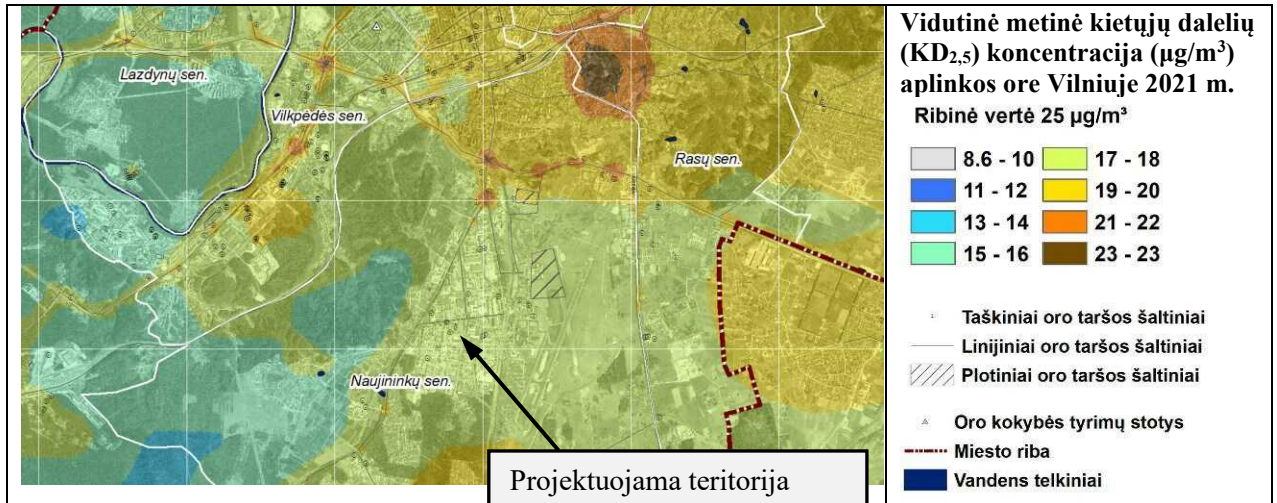 Lazdynų sen.
Vilkpėdės sen.
Rasų sen.
Naujininkų sen.
Projektuojama teritorija
Vidutinė metinė kietųjų dalelių
(KD2,5) koncentracija (µg/m³)
aplinkos ore Vilniuje 2021 m.
Ribinė vertė 25 µg/m³
8.6 - 10
17 - 18
11 - 12
19 - 20
13 - 14
21 - 22
15 - 16
23 - 23
Taškiniai oro taršos šaltiniai
Linijiniai oro taršos šaltiniai
Plotiniai oro taršos šaltiniai
Oro kokybės tyrimų stotys
Miesto riba
Vandens telkiniai